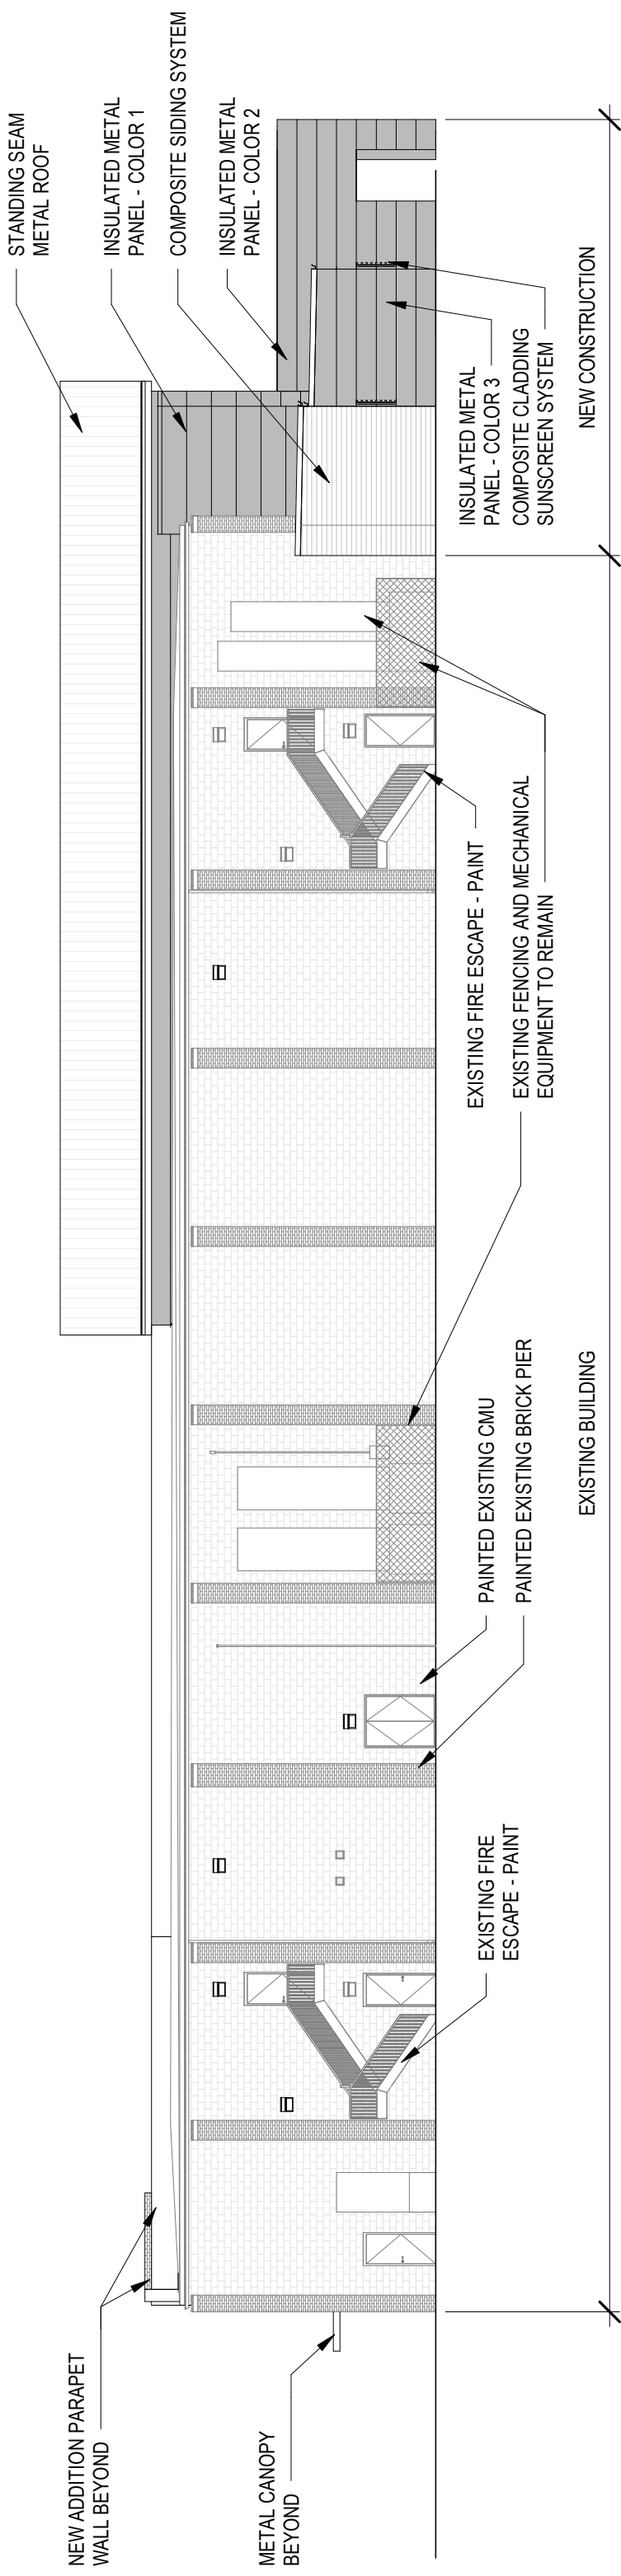 NEW ADDITION PARAPET
WALL BEYOND
STANDING SEAM
METAL ROOF
INSULATED METAL
PANEL - COLOR 1
COMPOSITE SIDING SYSTEM
INSULATED METAL
PANEL - COLOR 2
METAL CANOPY
BEYOND
EXISTING FIRE
ESCAPE - PAINT
PAINTED EXISTING CMU
PAINTED EXISTING BRICK PIER
EXISTING FIRE ESCAPE - PAINT
EXISTING FENCING AND MECHANICAL
EQUIPMENT TO REMAIN
INSULATED METAL
PANEL - COLOR 3
COMPOSITE CLADDING
SUNSCREEN SYSTEM
EXISTING BUILDING
NEW CONSTRUCTION